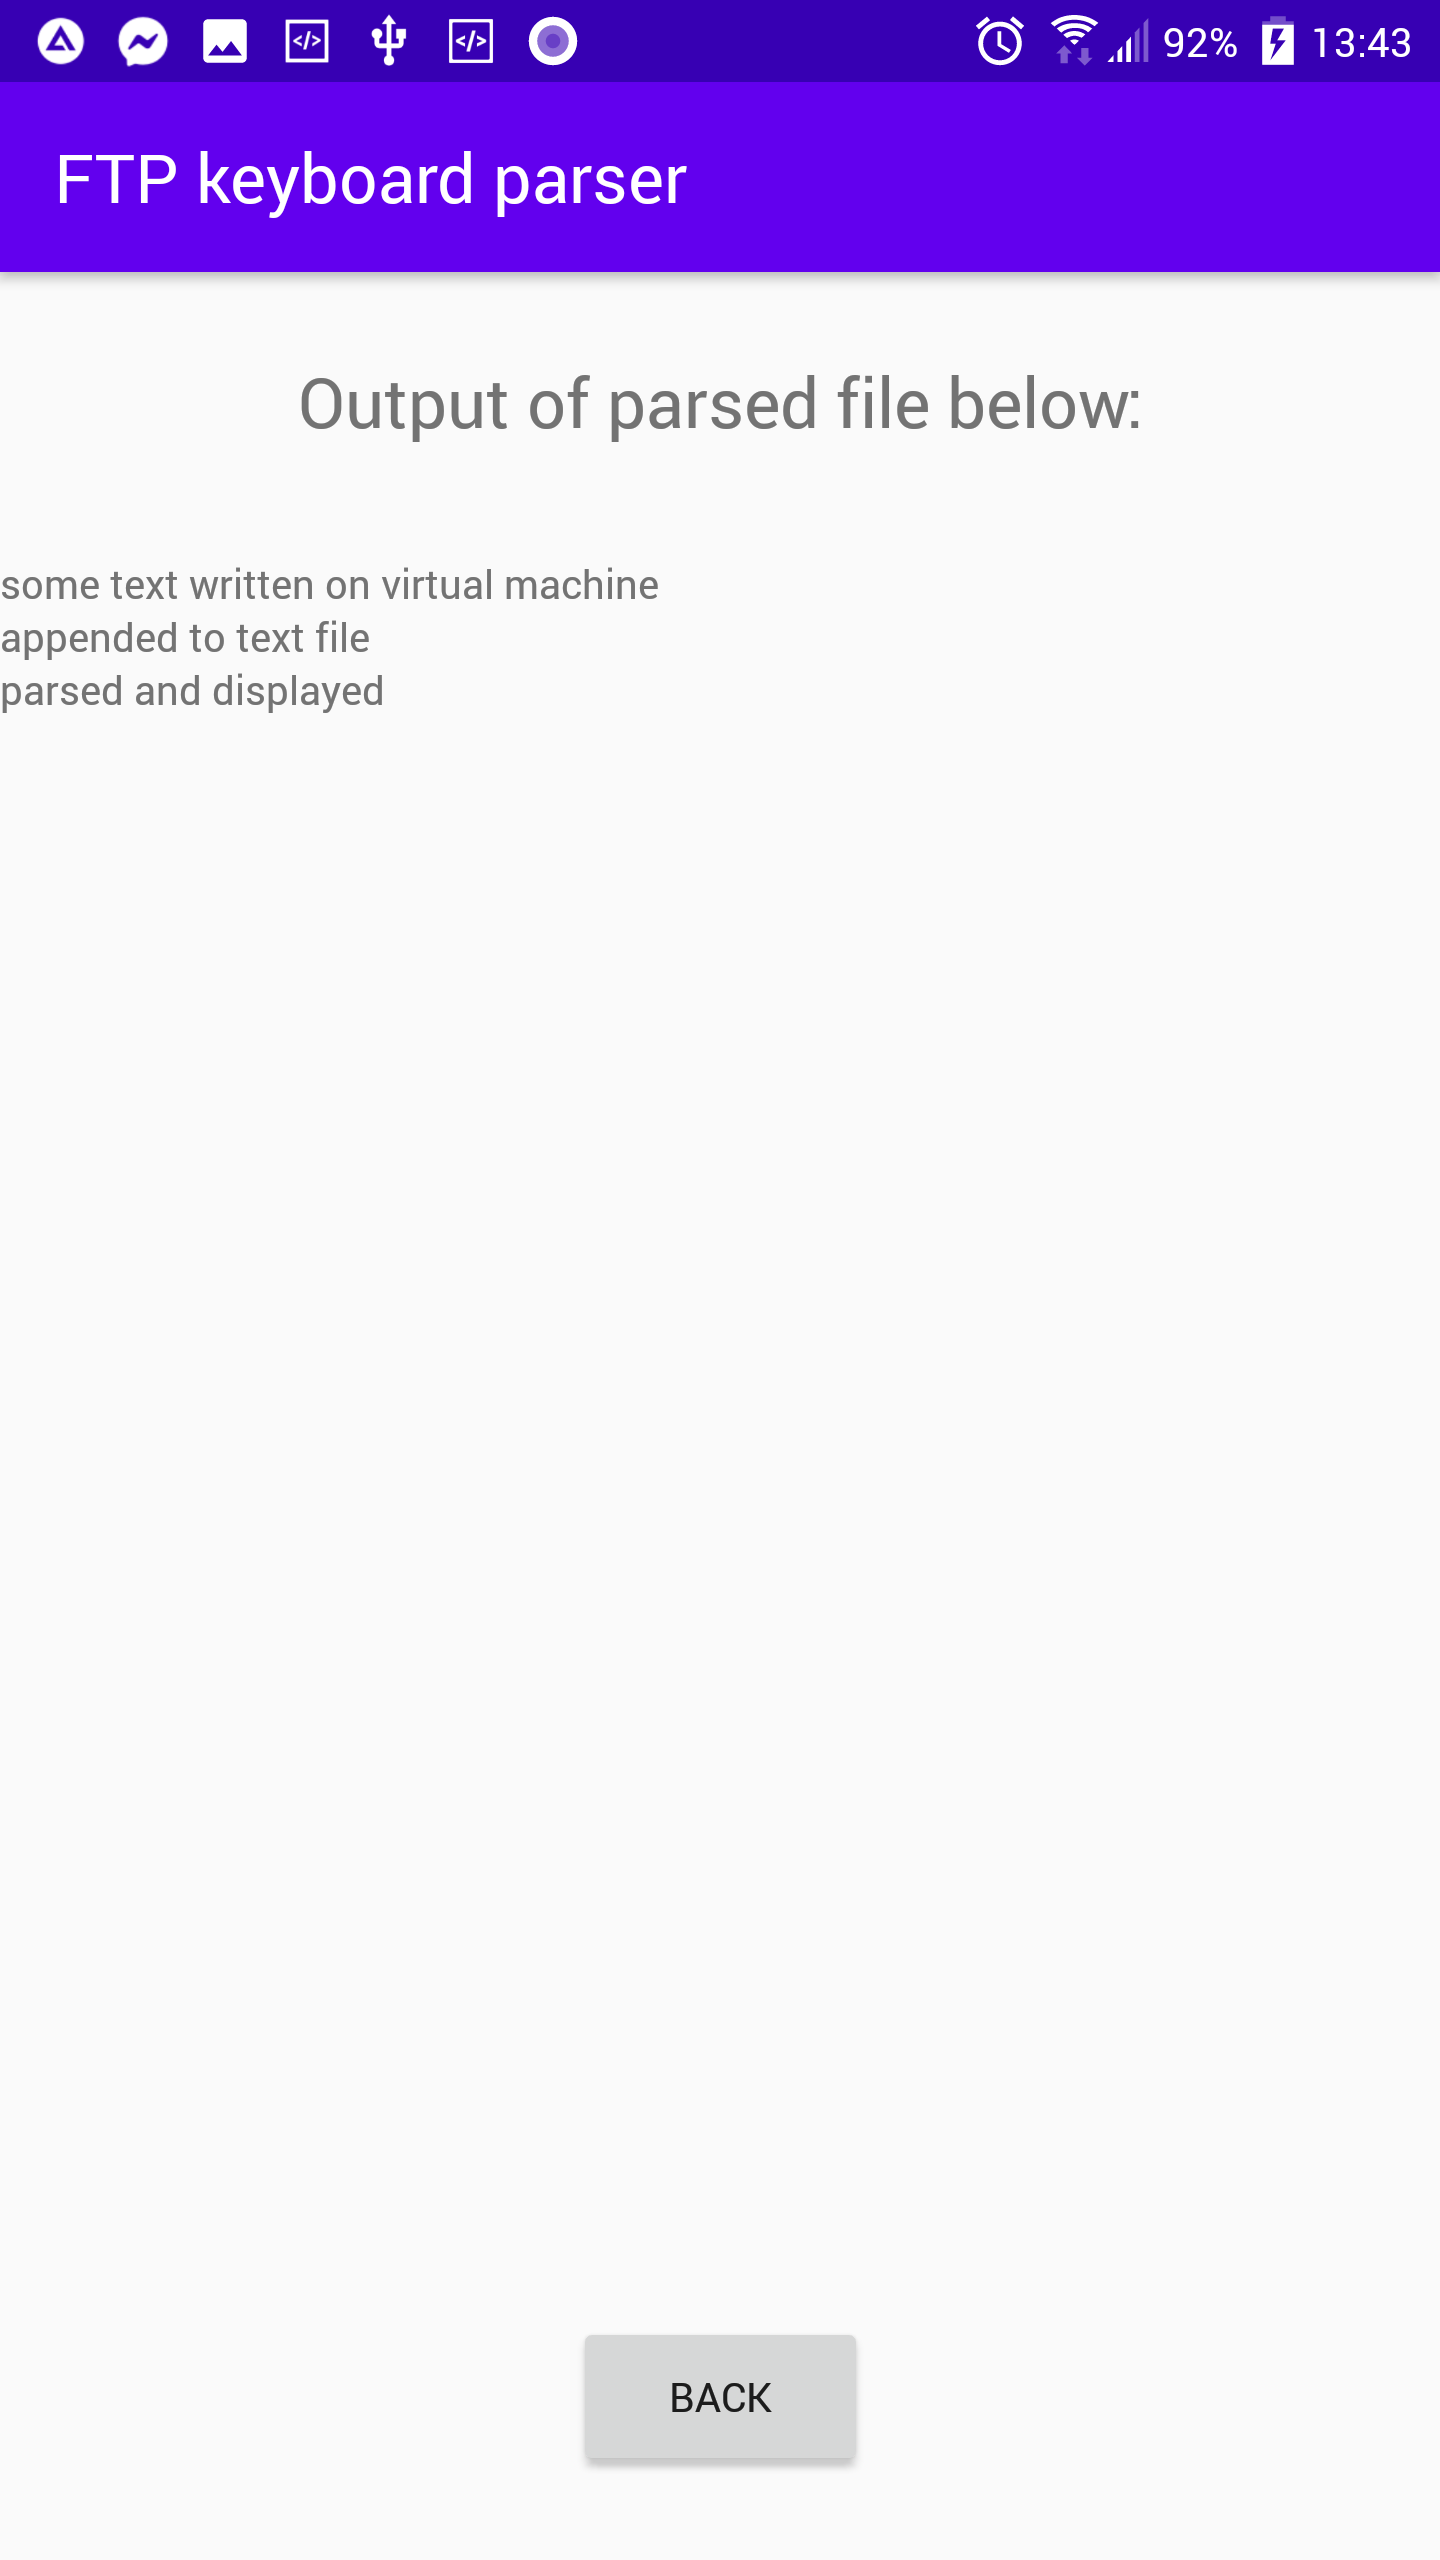 92% 13:43
FTP keyboard parser
Output of parsed file below:
some text written on virtual machine
appended to text file
parsed and displayed
BACK